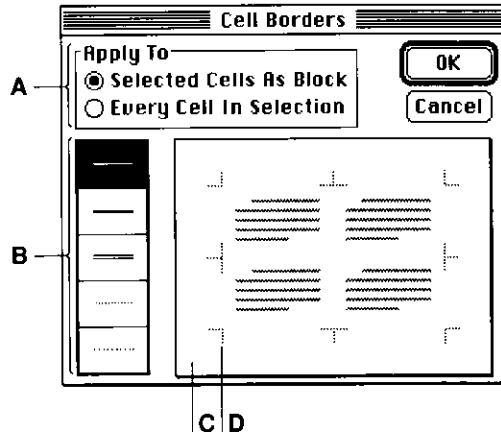 Cell Borders
Apply To
Selected Cells As Block
Every Cell In Selection
OK
Cancel
A
B
C D